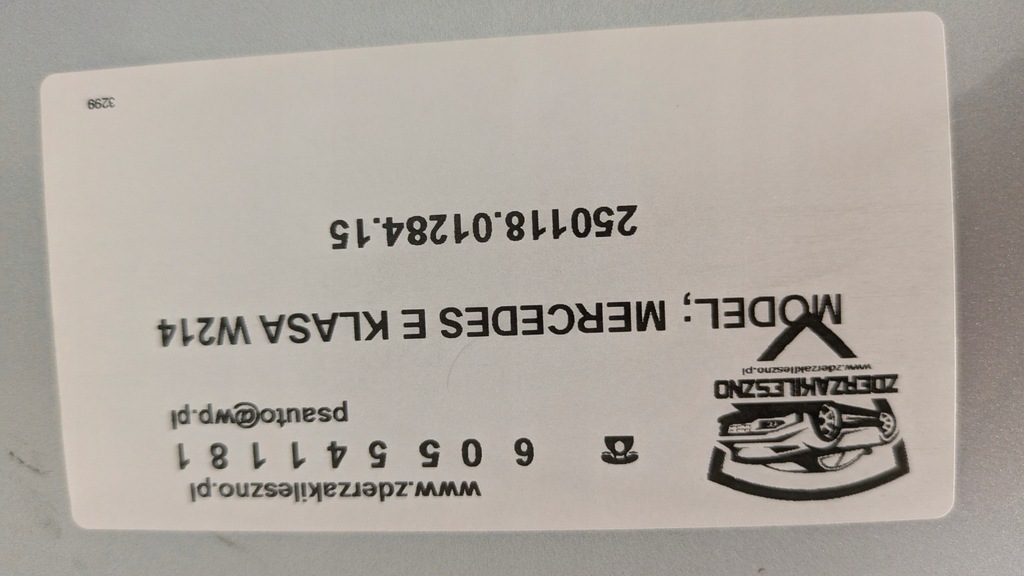 www.zderzakileszno.pl
6 0 5 5 4 1 1 8 1
psauto@wp.pl
ZDERZAKILESZNO
www.zderzakileszno.pl
MODEL; MERCEDES E KLASA W214
250118.01284.15
3299